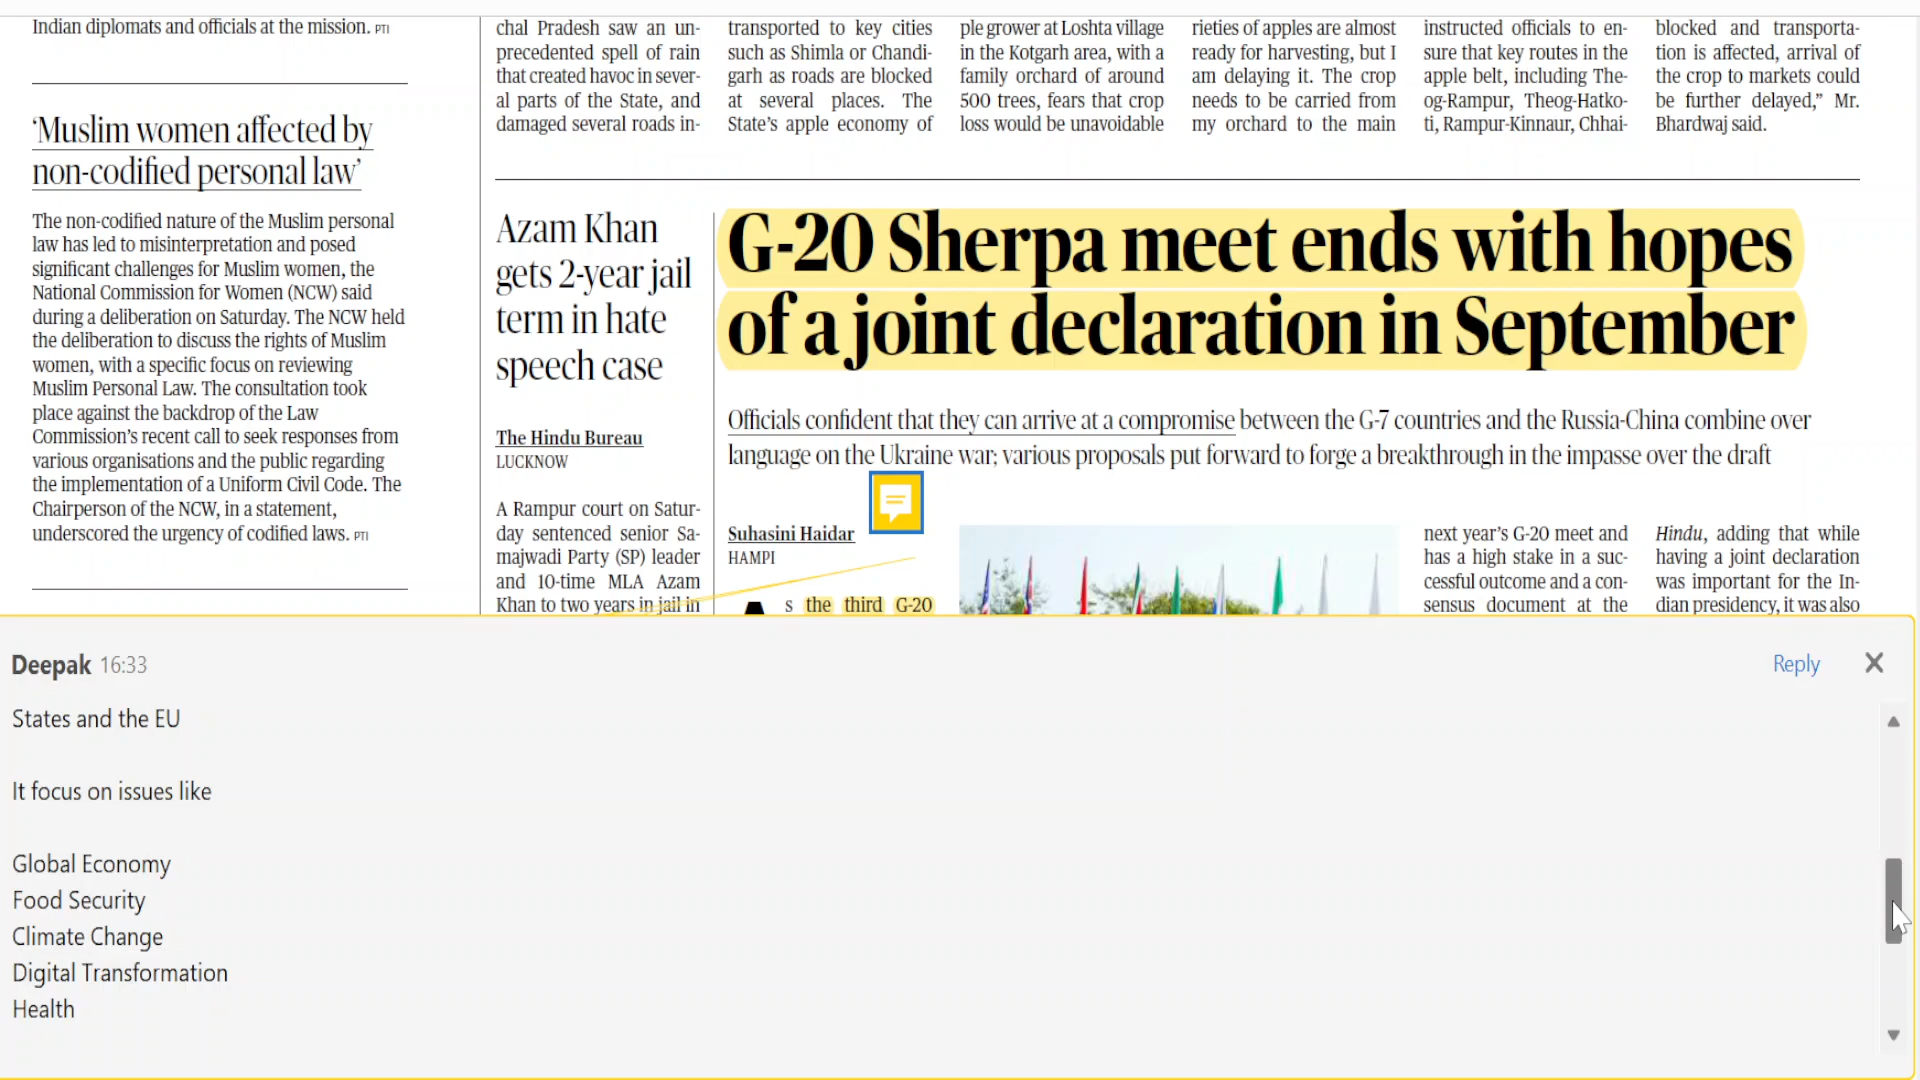 Indian diplomats and officials at the mission. PTI
‘Muslim women affected by
non-codified personal law’
The non-codified nature of the Muslim personal
law has led to misinterpretation and posed
significant challenges for Muslim women, the
National Commission for Women (NCW) said
during a deliberation on Saturday. The NCW held
the deliberation to discuss the rights of Muslim
women, with a specific focus on reviewing
Muslim Personal Law. The consultation took
place against the backdrop of the Law
Commission’s recent call to seek responses from
various organisations and the public regarding
the implementation of a Uniform Civil Code. The
Chairperson of the NCW, in a statement,
underscored the urgency of codified laws. PTI
chal Pradesh saw an un-
precedented spell of rain
that created havoc in sever-
al parts of the State, and
damaged several roads in-
transported to key cities
such as Shimla or Chandi-
garh as roads are blocked
at several places. The
State’s apple economy of
ple grower at Loshta village
in the Kotgarh area, with a
family orchard of around
500 trees, fears that crop
loss would be unavoidable
rieties of apples are almost
ready for harvesting, but I
am delaying it. The crop
needs to be carried from
my orchard to the main
instructed officials to en-
sure that key routes in the
apple belt, including The-
og-Rampur, Theog-Hatko-
ti, Rampur-Kinnaur, Chhai-
blocked and transporta-
tion is affected, arrival of
the crop to markets could
be further delayed,” Mr.
Bhardwaj said.
Azam Khan
gets 2-year jail
term in hate
speech case
The Hindu Bureau
LUCKNOW
A Rampur court on Satur-
day sentenced senior Sa-
majwadi Party (SP) leader
and 10-time MLA Azam
Khan to two years in jail in
G-20 Sherpa meet ends with hopes
of a joint declaration in September
Officials confident that they can arrive at a compromise between the G-7 countries and the Russia-China combine over
language on the Ukraine war; various proposals put forward to forge a breakthrough in the impasse over the draft
Suhasini Haidar
HAMPI
As the third G-20
next year’s G-20 meet and
has a high stake in a suc-
cessful outcome and a con-
sensus document at the
Hindu, adding that while
having a joint declaration
was important for the In-
dian presidency, it was also
Deepak 16:33
Reply
States and the EU
It focus on issues like
Global Economy
Food Security
Climate Change
Digital Transformation
Health